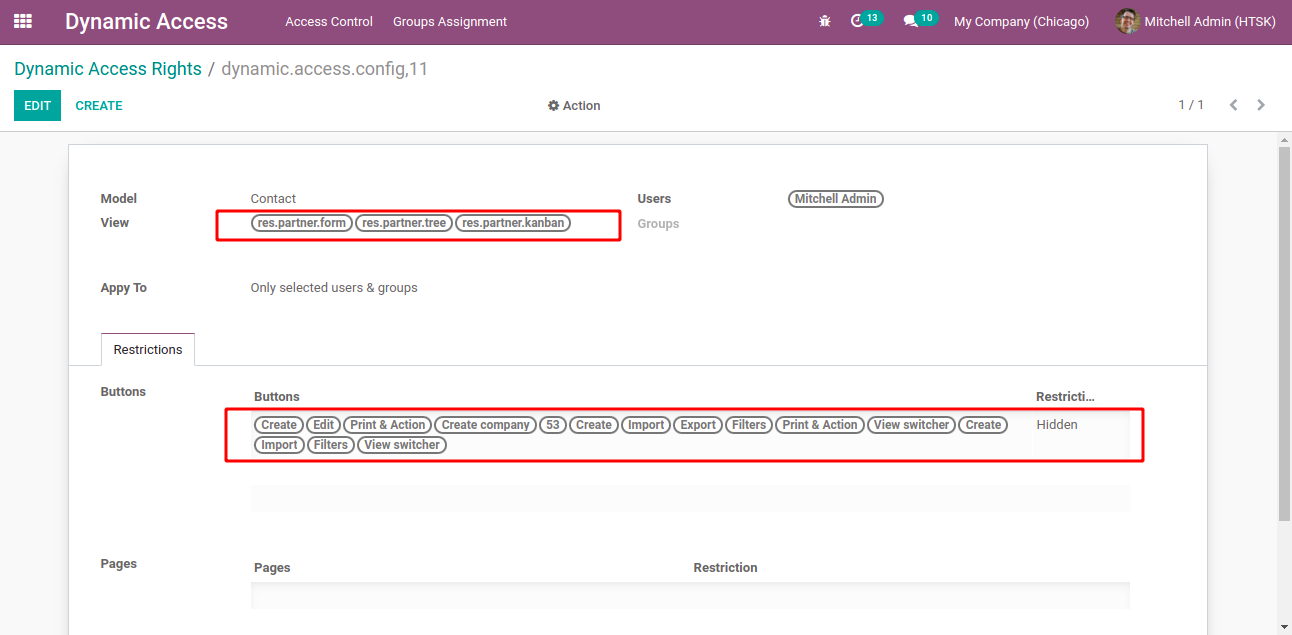 Dynamic Access Access Control Groups Assignment 13 10 My Company (Chicago) Mitchell Admin (HTSK)
Dynamic Access Rights / dynamic.access.config,11
EDIT CREATE Action 1 / 1
Model Contact Users Mitchell Admin
View res.partner.form res.partner.tree res.partner.kanban Groups
Appy To Only selected users & groups
Restrictions
Buttons
Buttons Restricti...
Create Edit Print & Action Create company 53 Create Import Export Filters Print & Action View switcher Create Hidden
Import Filters View switcher
Pages
Pages Restriction